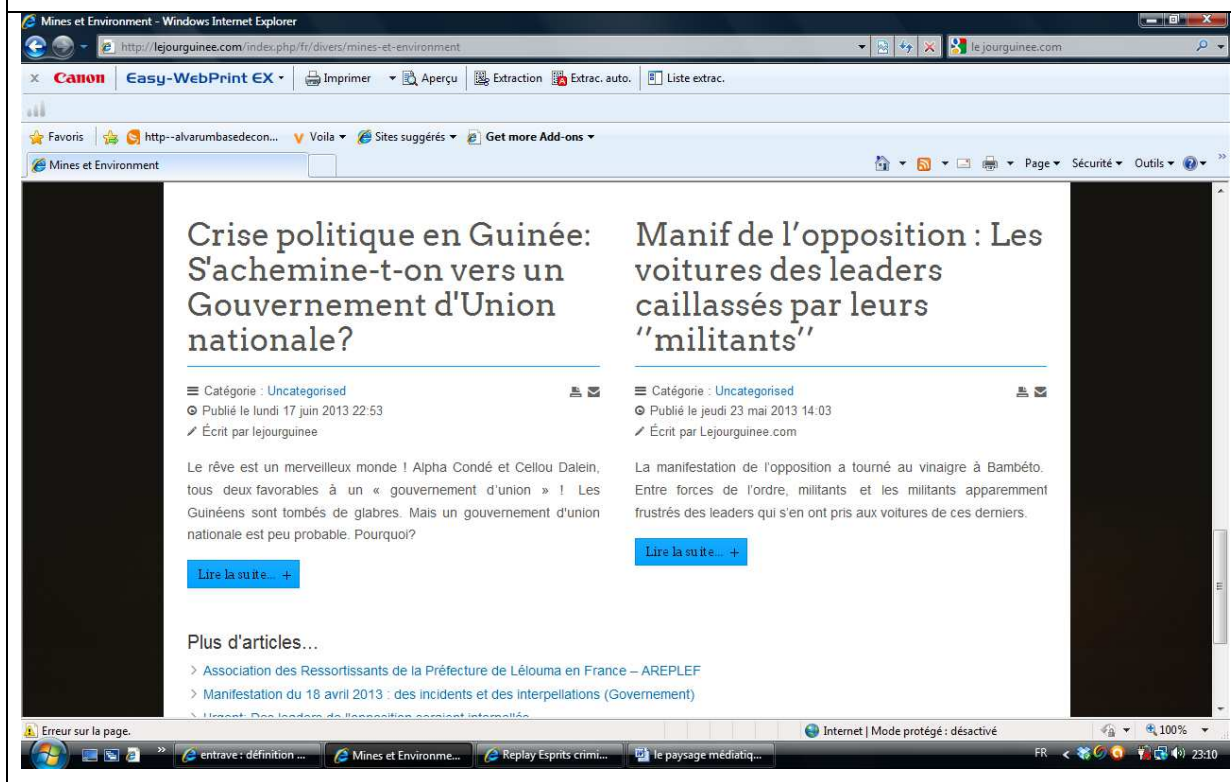 Mines et Environment - Windows Internet Explorer
http://lejourguinee.com/index.php/fr/divers/mines-et-environment
le jourguinee.com
x Canon Easy-WebPrint EX Imprimer Aperçu Extraction Extrac. auto. Liste extrac.
Favoris http--alvarumbasedecon... Voila Sites suggérés Get more Add-ons
Mines et Environment
Page Sécurité Outils
Crise politique en Guinée:
S'achemine-t-on vers un
Gouvernement d'Union
nationale?
Catégorie : Uncategorised
Publié le lundi 17 juin 2013 22:53
Écrit par lejourguinee
Le rêve est un merveilleux monde ! Alpha Condé et Cellou Dalein,
tous deux favorables à un « gouvernement d'union » ! Les
Guinéens sont tombés de glabres. Mais un gouvernement d'union
nationale est peu probable. Pourquoi?
Lire la suite... +
Manif de l'opposition : Les
voitures des leaders
caillassés par leurs
‘’militants’’
Catégorie : Uncategorised
Publié le jeudi 23 mai 2013 14:03
Écrit par Lejourguinee.com
La manifestation de l'opposition a tourné au vinaigre à Bambéto.
Entre forces de l'ordre, militants et les militants apparemment
frustrés des leaders qui s'en ont pris aux voitures de ces derniers.
Lire la suite... +
Plus d'articles...
> Association des Ressortissants de la Préfecture de Lélouma en France – AREPLEF
> Manifestation du 18 avril 2013 : des incidents et des interpellations (Governement)
> Urgent: Des leaders de l'opposition seraient interpellés
Erreur sur la page.
Internet | Mode protégé : désactivé
100%
entrave : définition ...
Mines et Environme...
Replay Esprits crimi...
le paysage médiatiq...
FR
23:10